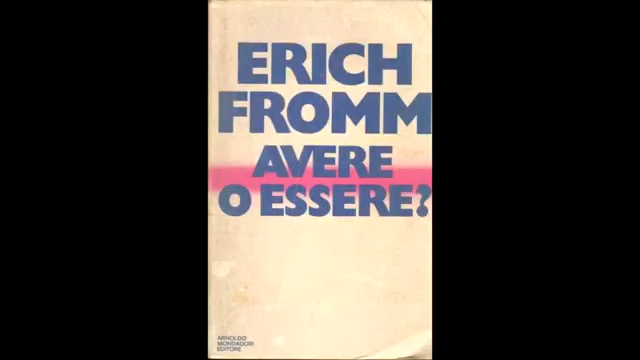 ERICH
FROMM
AVERE
O ESSERE?
ARNOLDO
MONDADORI
EDITORE